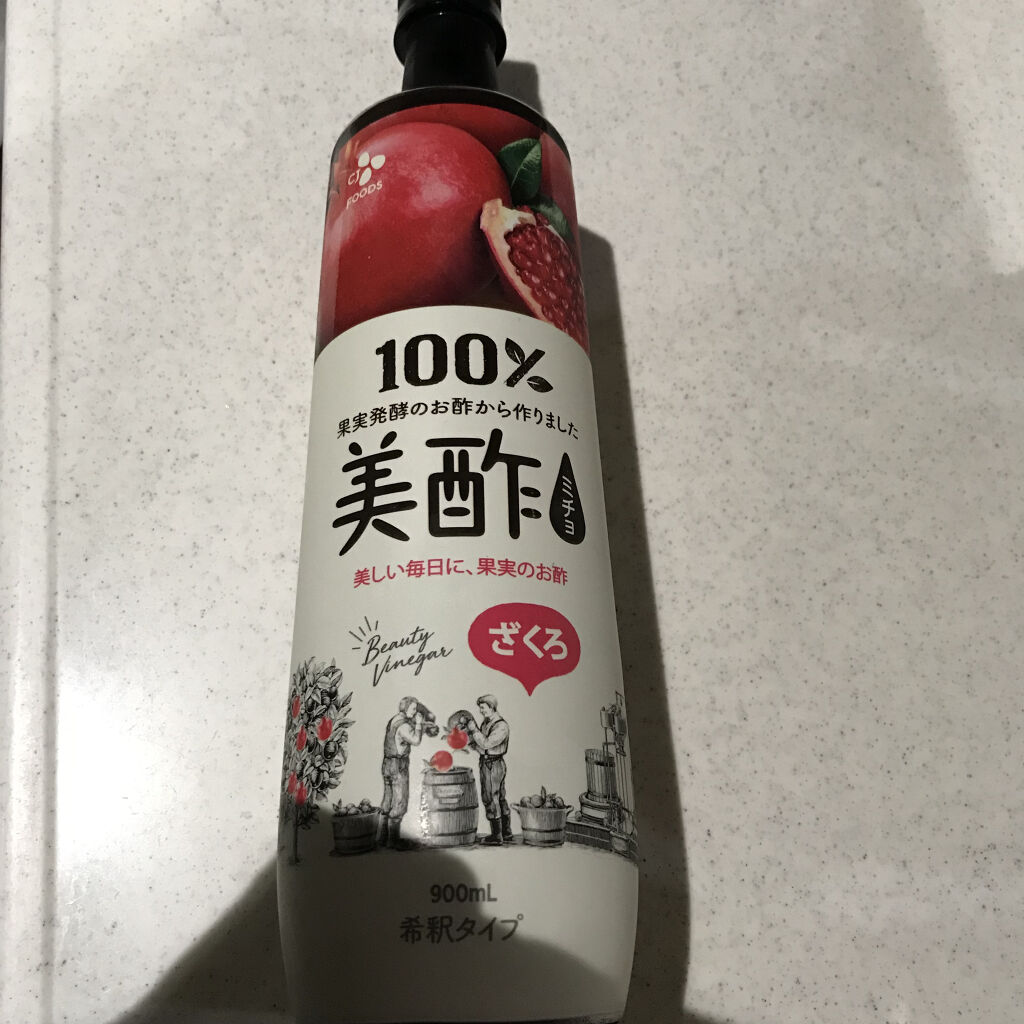 CJ
FOODS
100%
果実発酵のお酢から作りました
美酢
ミチョ
美しい毎日に、果実のお酢
Beauty
Vinegar
ざくろ
900mL
希釈タイプ